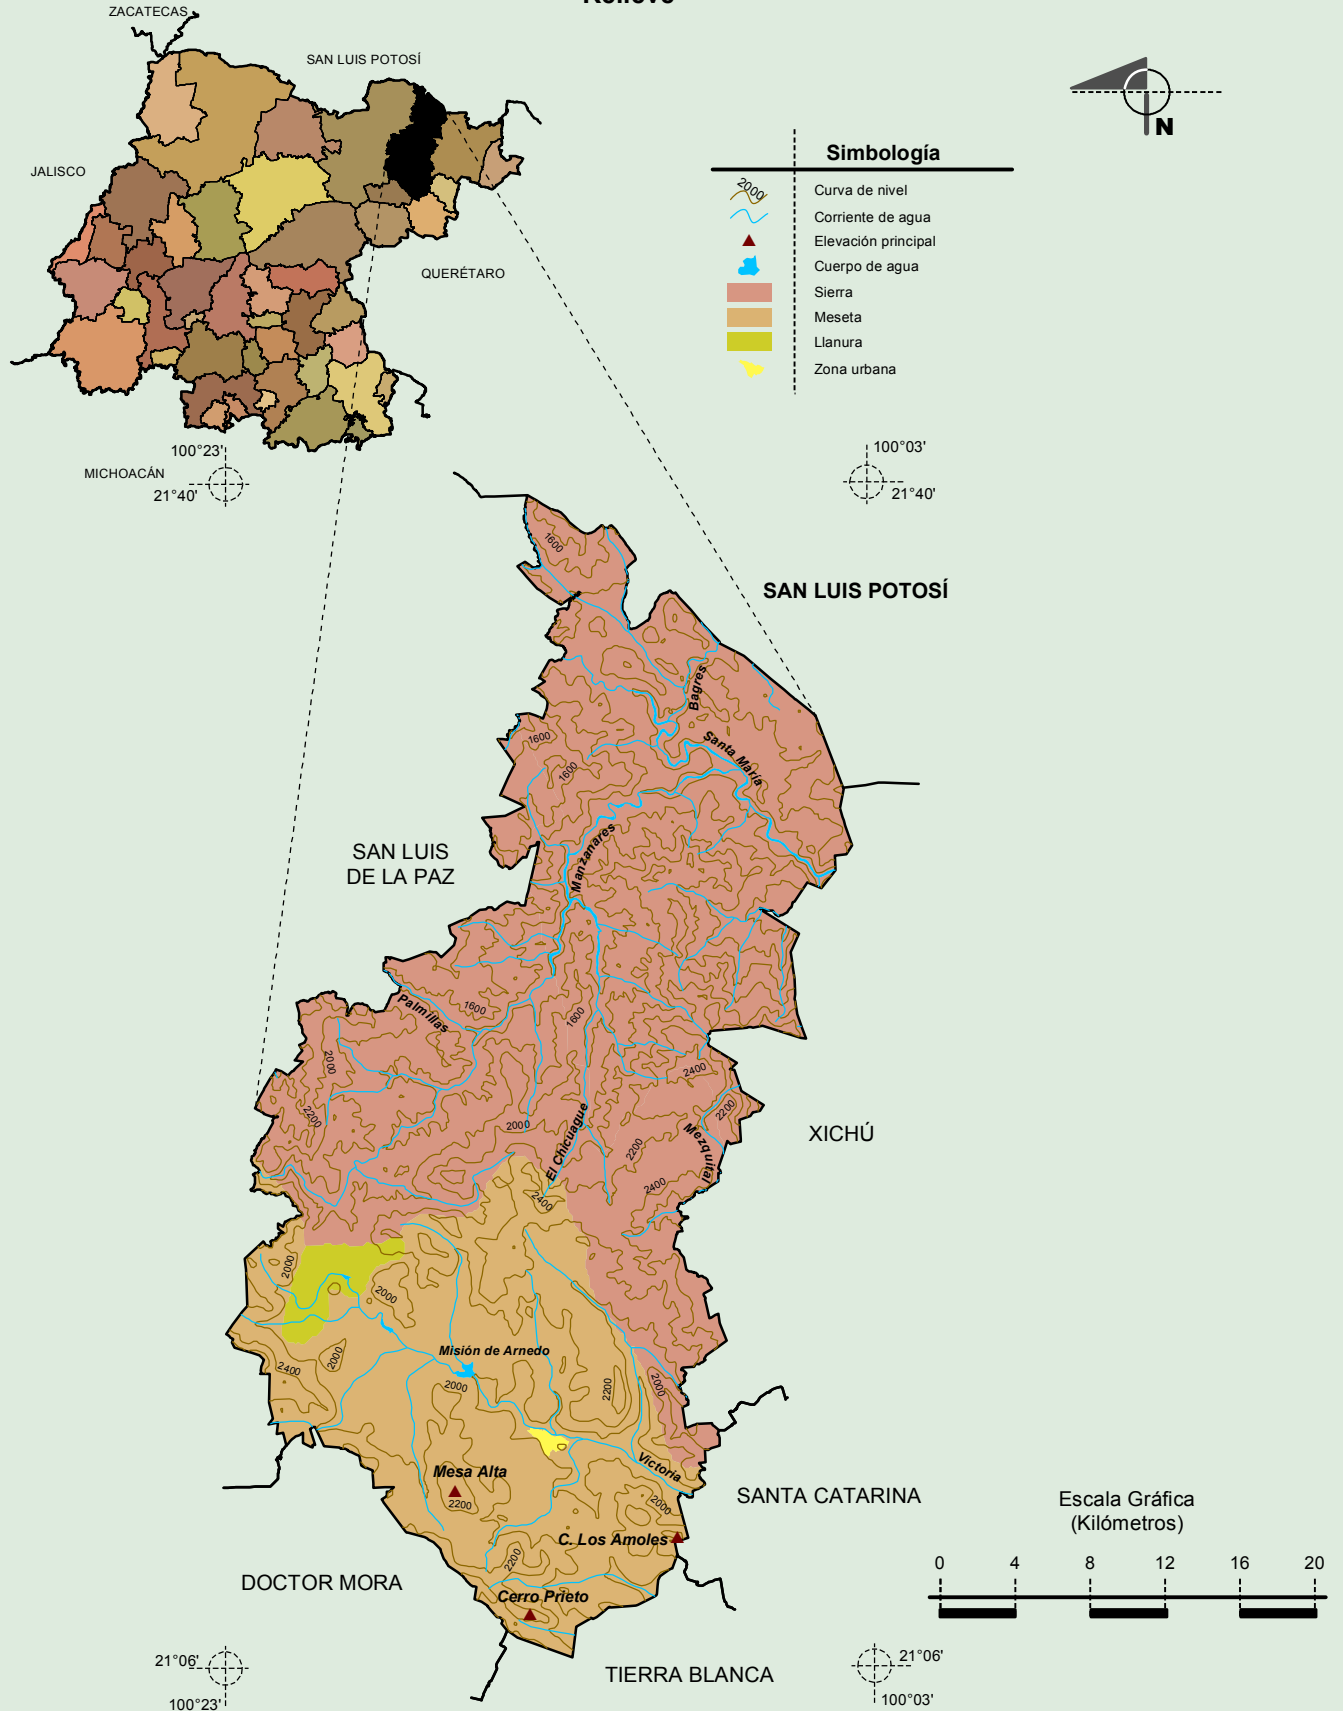 Relieve
ZACATECAS
SAN LUIS POTOSÍ
JALISCO
QUERÉTARO
MICHOACÁN
N
Simbología
2000
Curva de nivel
Corriente de agua
Elevación principal
Cuerpo de agua
Sierra
Meseta
Llanura
Zona urbana
100°23'
21°40'
100°03'
21°40'
SAN LUIS POTOSÍ
1600
Bagres
Santa María
1600
1600
Manzanares
SAN LUIS
DE LA PAZ
Palmillas
1600
1600
2000
2200
2400
2200
2000
El Chicuague
2200
Mezquital
2400
XICHÚ
2400
2000
2000
2400
2000
Misión de Arnedo
2000
2200
2000
Mesa Alta
2200
Victoria
2000
SANTA CATARINA
C. Los Amoles
2200
Cerro Prieto
DOCTOR MORA
TIERRA BLANCA
Escala Gráfica
(Kilómetros)
0 4 8 12 16 20
21°06'
100°23'
21°06'
100°03'